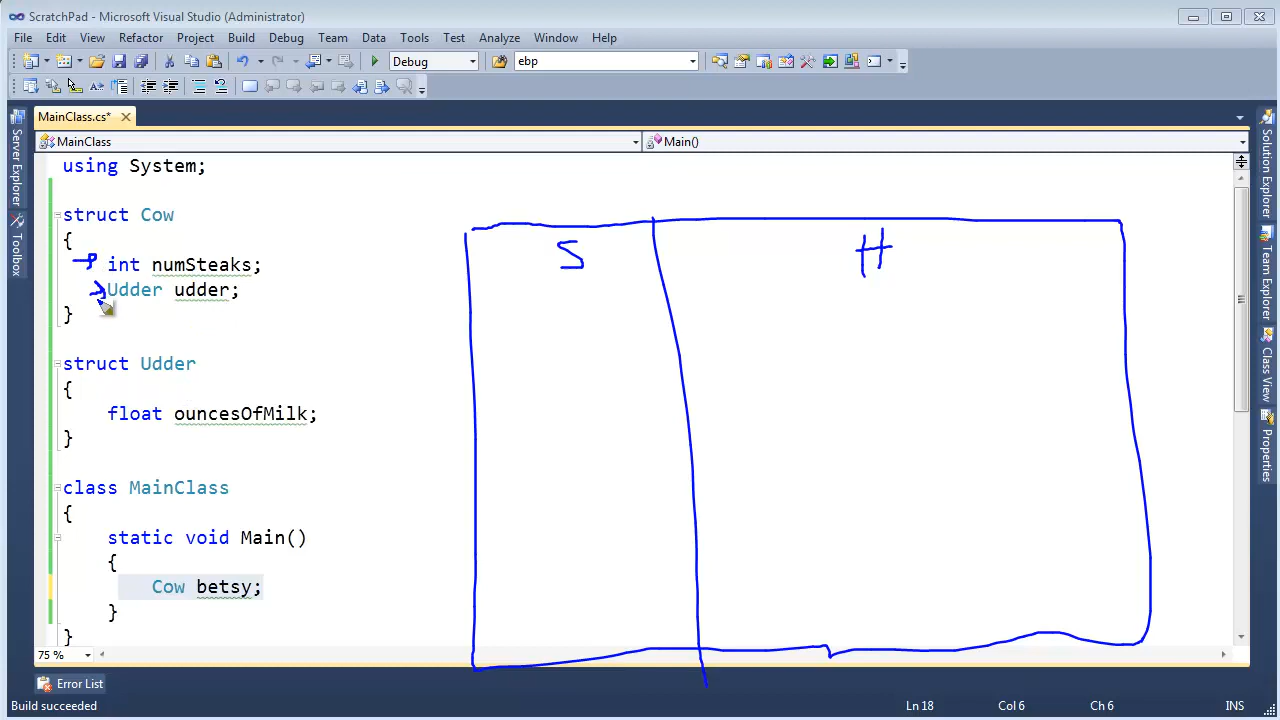 ScratchPad - Microsoft Visual Studio (Administrator)
File Edit View Refactor Project Build Debug Team Data Tools Test Analyze Window Help
Debug ebp
MainClass.cs*
MainClass Main()
using System;
struct Cow
{
int numSteaks;
Udder udder;
}
struct Udder
{
float ouncesOfMilk;
}
class MainClass
{
static void Main()
{
Cow betsy;
}
}
S H
Server Explorer
Toolbox
Solution Explorer
Team Explorer
Class View
Properties
75 %
Error List
Build succeeded Ln 18 Col 6 Ch 6 INS